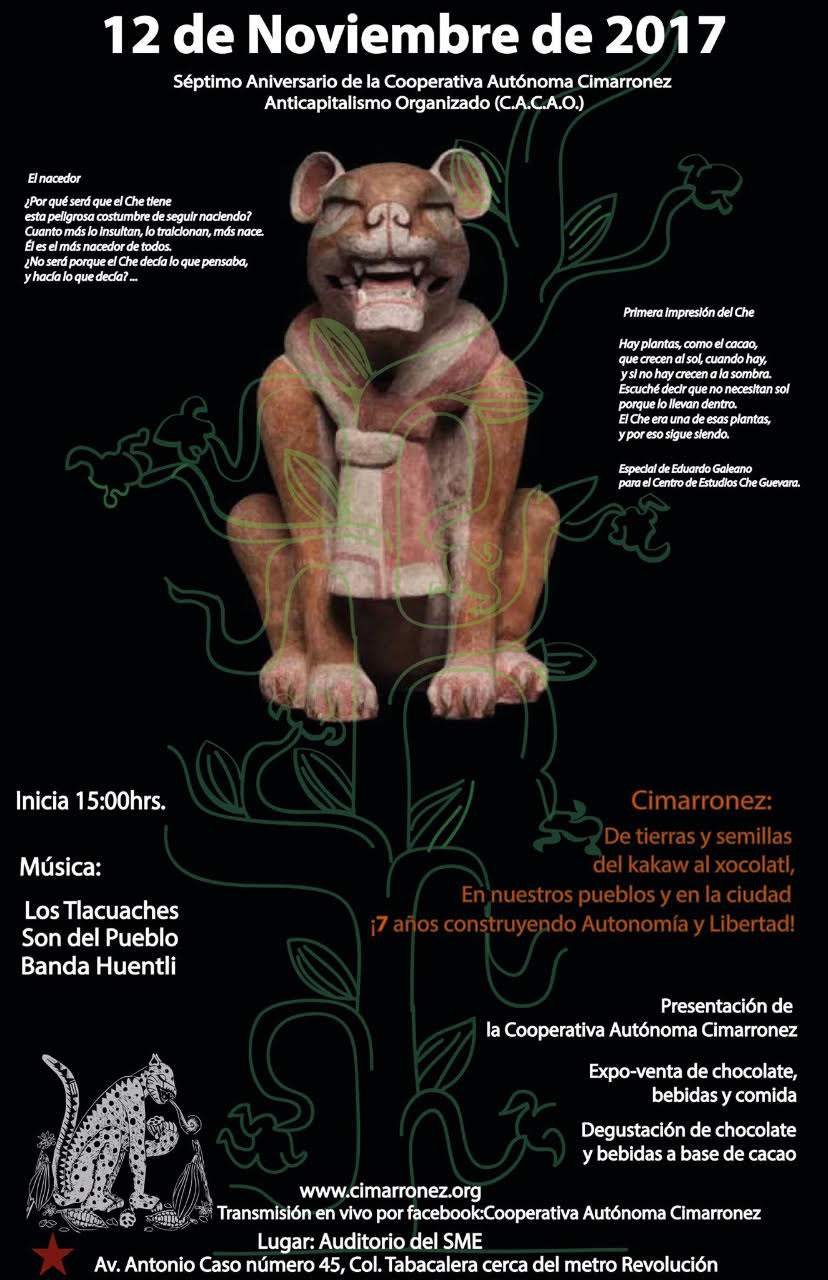 12 de Noviembre de 2017
Séptimo Aniversario de la Cooperativa Autónoma Cimarronez
Anticapitalismo Organizado (C.A.C.A.O.)
El nacedor
¿Por qué será que el Che tiene
esta peligrosa costumbre de seguir naciendo?
Cuanto más lo insultan, lo traicionan, más nace.
Él es el más nacedor de todos.
¿No será porque el Che decía lo que pensaba,
y hacía lo que decía? ...
Primera impresión del Che
Hay plantas, como el cacao,
que crecen al sol, cuando hay,
y si no hay crecen a la sombra.
Escuché decir que no necesitan sol
porque lo llevan dentro.
El Che era una de esas plantas,
y por eso sigue siendo.
Especial de Eduardo Galeano
para el Centro de Estudios Che Guevara.
Inicia 15:00hrs.
Música:
Los Tlacuaches
Son del Pueblo
Banda Huentli
Cimarronez:
De tierras y semillas
del kakaw al xocolatl,
En nuestros pueblos y en la ciudad
¡7 años construyendo Autonomía y Libertad!
Presentación de
la Cooperativa Autónoma Cimarronez
Expo-venta de chocolate,
bebidas y comida
Degustación de chocolate
y bebidas a base de cacao
www.cimarronez.org
Transmisión en vivo por facebook:Cooperativa Autónoma Cimarronez
Lugar: Auditorio del SME
Av. Antonio Caso número 45, Col. Tabacalera cerca del metro Revolución